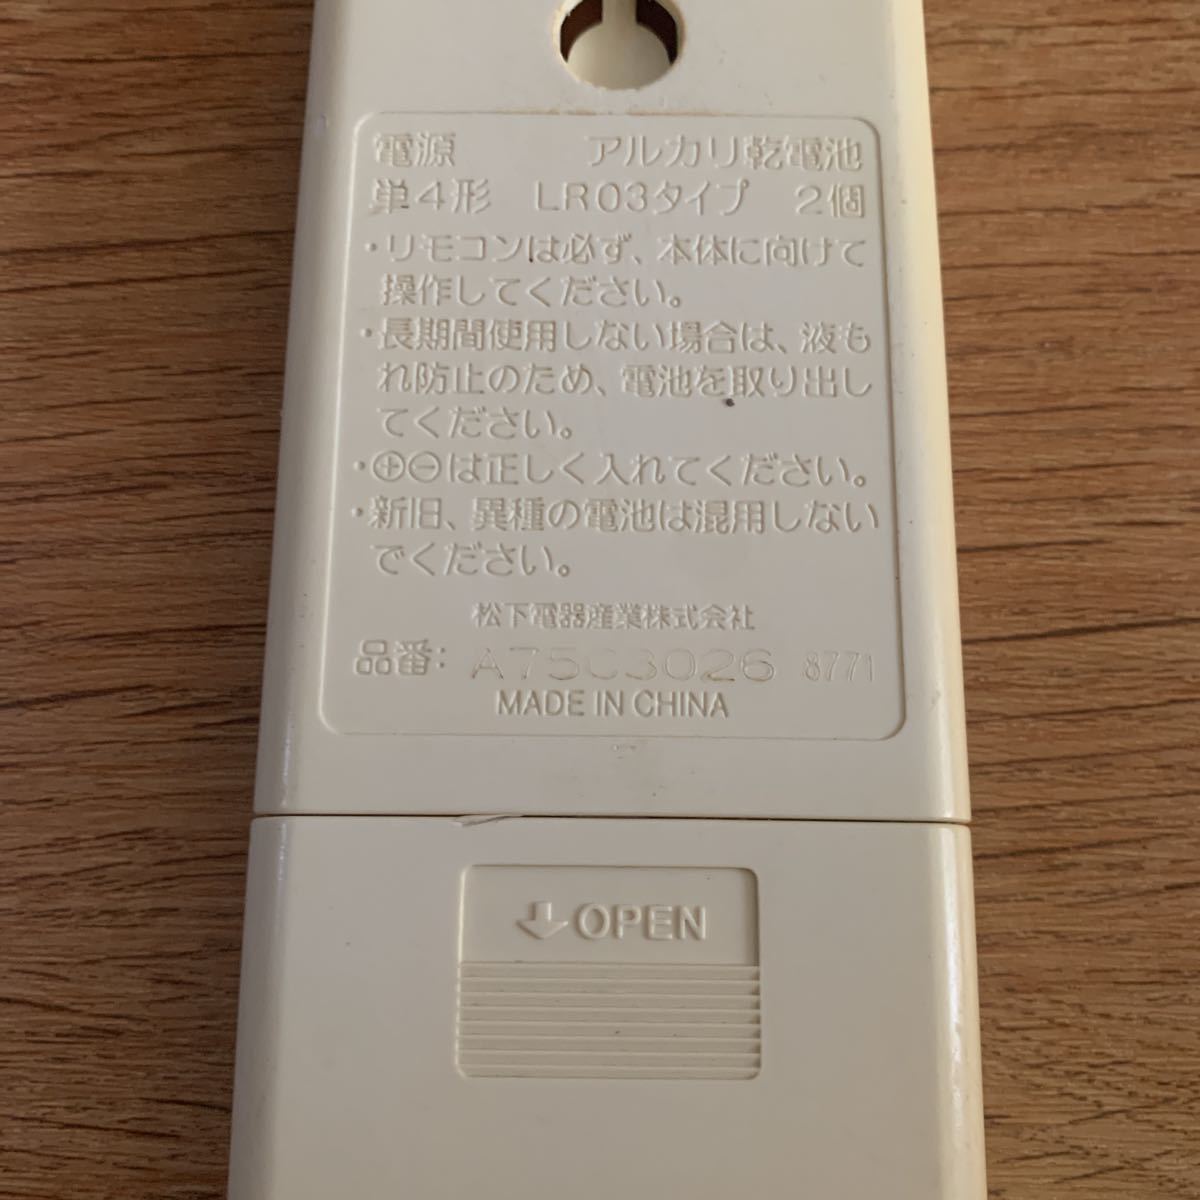 電源　アルカリ乾電池
単4形　LR03タイプ　2個
・リモコンは必ず、本体に向けて
操作してください。
・長期間使用しない場合は、液も
れ防止のため、電池を取り出し
てください。
・⊕⊖は正しく入れてください。
・新旧、異種の電池は混用しない
でください。
松下電器産業株式会社
品番: A75C3026 8771
MADE IN CHINA
OPEN